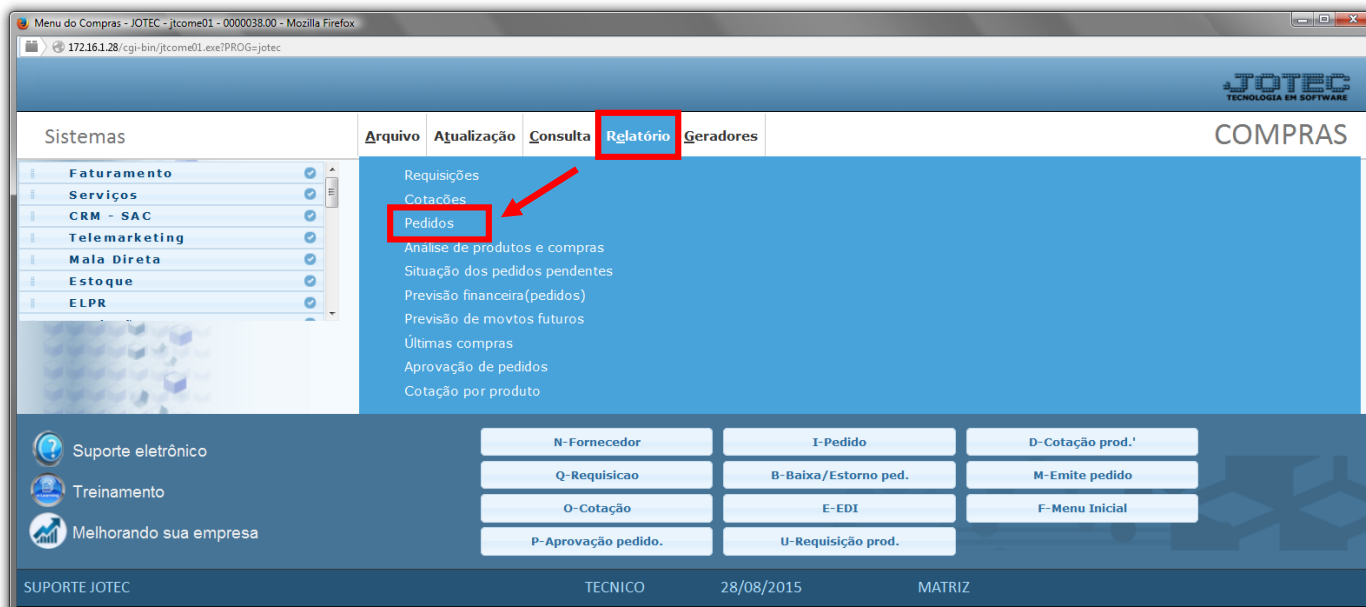 Menu do Compras - JOTEC - jtcome01 - 0000038.00 - Mozilla Firefox
172.16.1.28/cgi-bin/jtcome01.exe?PROG=jotec
JOTEC
TECNOLOGIA EM SOFTWARE
Sistemas
Arquivo Atualização Consulta Relatório Geradores
COMPRAS
Faturamento
Serviços
CRM - SAC
Telemarketing
Mala Direta
Estoque
ELPR
Requisições
Cotações
Pedidos
Análise de produtos e compras
Situação dos pedidos pendentes
Previsão financeira(pedidos)
Previsão de movtos futuros
Últimas compras
Aprovação de pedidos
Cotação por produto
Suporte eletrônico
Treinamento
Melhorando sua empresa
N-Fornecedor I-Pedido D-Cotação prod.'
Q-Requisicao B-Baixa/Estorno ped. M-Emite pedido
O-Cotação E-EDI F-Menu Inicial
P-Aprovação pedido. U-Requisição prod.
SUPORTE JOTEC TECNICO 28/08/2015 MATRIZ